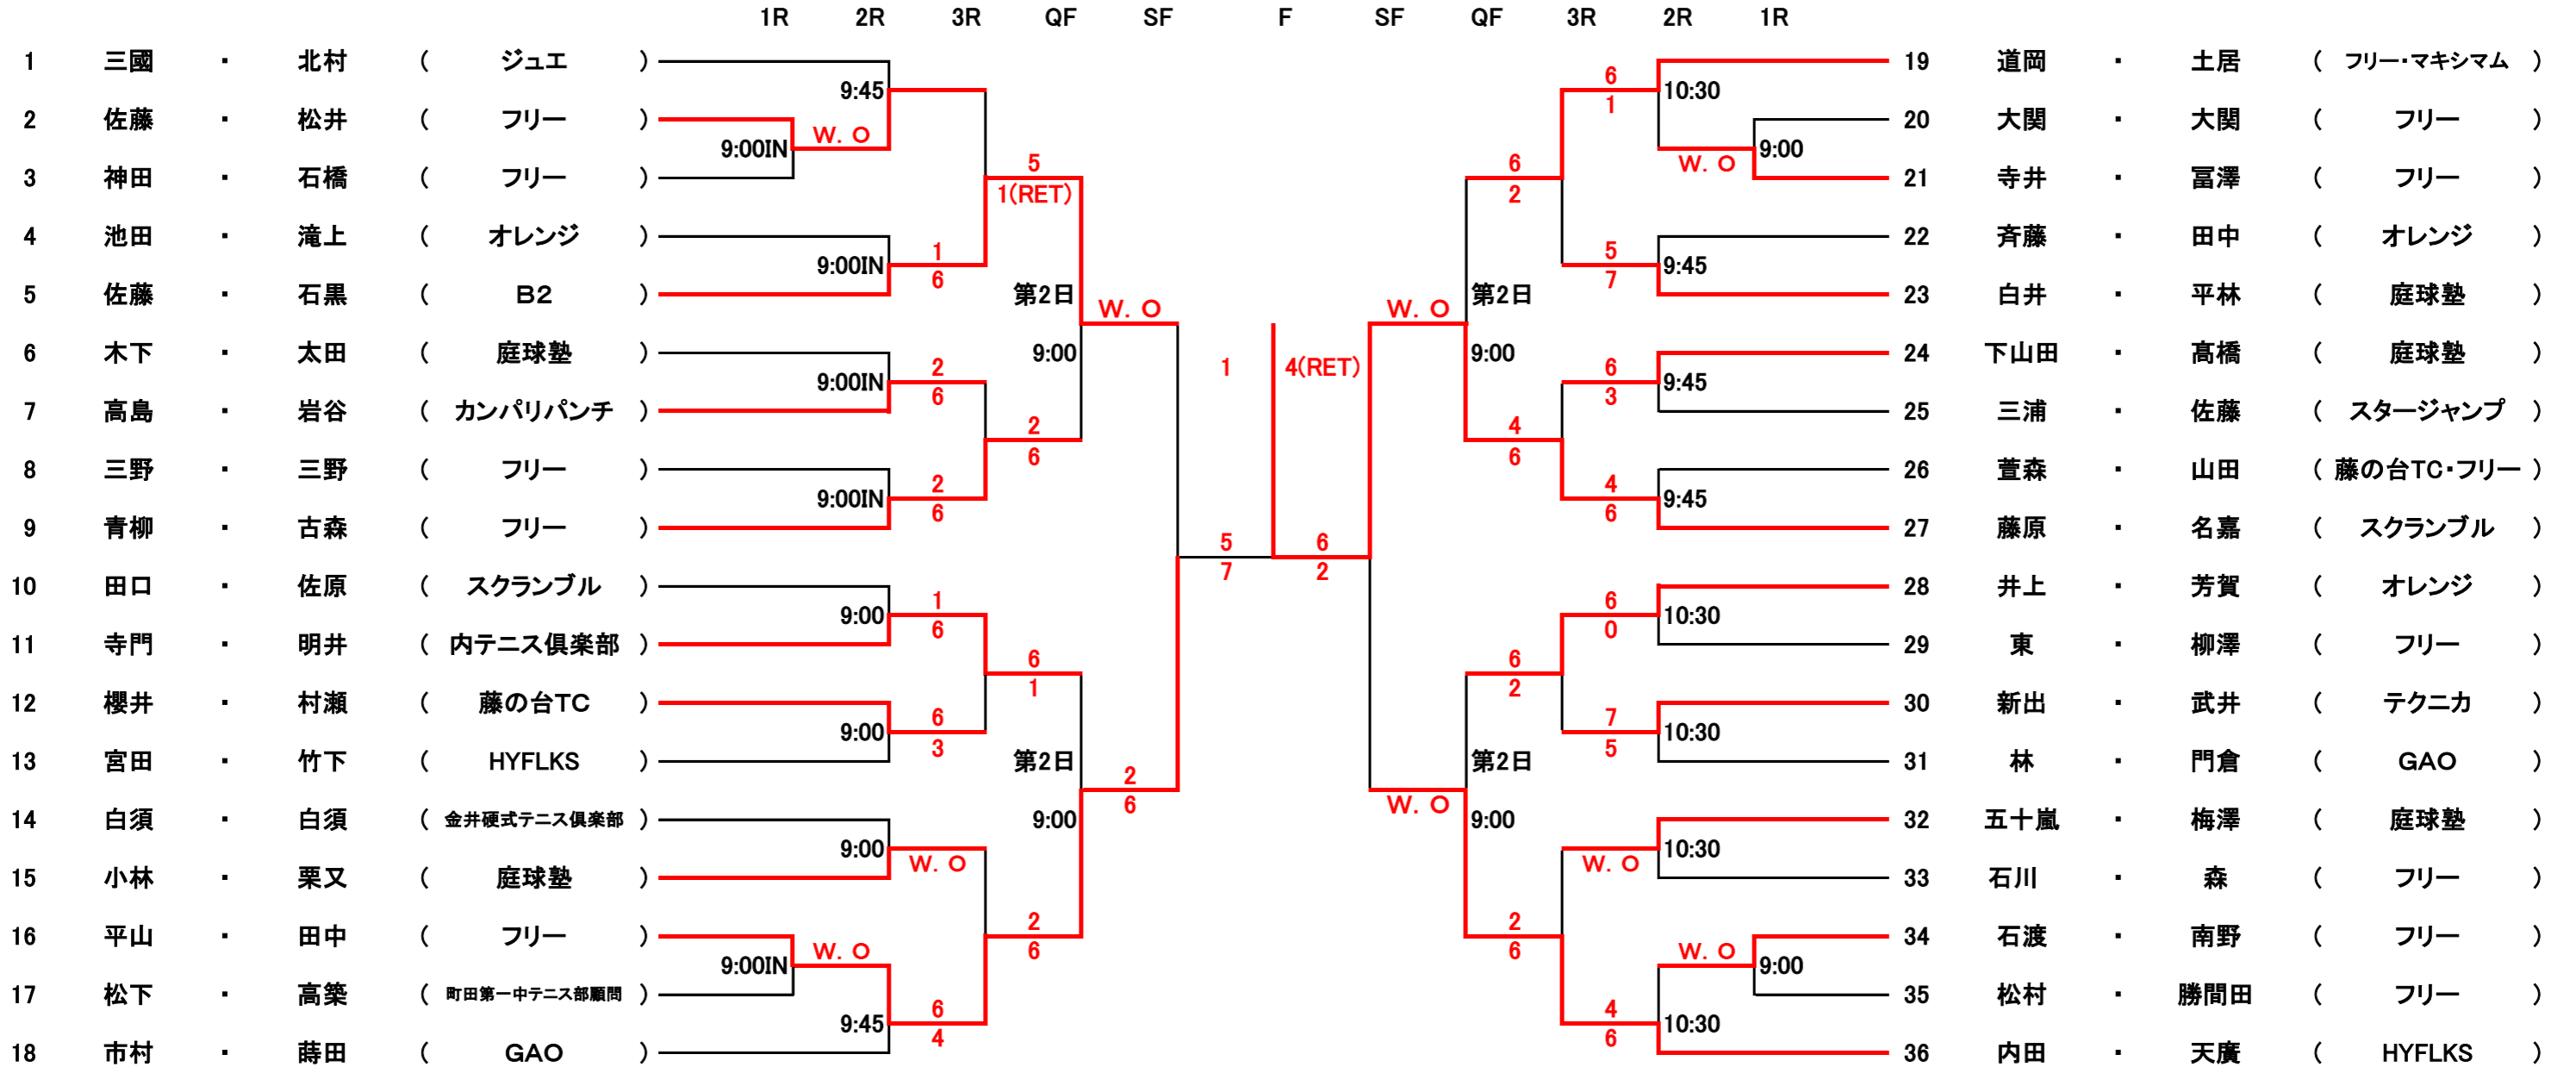 1R 2R 3R QF SF F SF QF 3R 2R 1R
1 三國 ・ 北村 ( ジュエ ) 19 道岡 ・ 土居 ( フリー・マキシマム )
9:45 6 1 10:30
2 佐藤 ・ 松井 ( フリー ) 20 大関 ・ 大関 ( フリー )
9:00IN W.O W.O 9:00
3 神田 ・ 石橋 ( フリー ) 5 1(RET) 6 2 21 寺井 ・ 冨澤 ( フリー )
4 池田 ・ 滝上 ( オレンジ ) 22 斉藤 ・ 田中 ( オレンジ )
9:00IN 1 6 5 7 9:45
5 佐藤 ・ 石黒 ( B2 ) 第2日 W.O W.O 第2日 23 白井 ・ 平林 ( 庭球塾 )
6 木下 ・ 太田 ( 庭球塾 ) 9:00 1 4(RET) 9:00 24 下山田 ・ 髙橋 ( 庭球塾 )
9:00IN 2 6 6 3 9:45
7 高島 ・ 岩谷 ( カンパリパンチ ) 25 三浦 ・ 佐藤 ( スタージャンプ )
2 6 4 6
8 三野 ・ 三野 ( フリー ) 26 萱森 ・ 山田 ( 藤の台TC・フリー )
9:00IN 2 6 4 6 9:45
9 青柳 ・ 古森 ( フリー ) 27 藤原 ・ 名嘉 ( スクランブル )
5 7 6 2
10 田口 ・ 佐原 ( スクランブル ) 28 井上 ・ 芳賀 ( オレンジ )
9:00 1 6 6 0 10:30
11 寺門 ・ 明井 ( 内テニス倶楽部 ) 29 東 ・ 柳澤 ( フリー )
6 1 6 2
12 櫻井 ・ 村瀬 ( 藤の台TC ) 30 新出 ・ 武井 ( テクニカ )
9:00 6 3 7 5 10:30
13 宮田 ・ 竹下 ( HYFLKS ) 第2日 第2日 31 林 ・ 門倉 ( GAO )
2 6 W.O
14 白須 ・ 白須 ( 金井硬式テニス倶楽部 ) 9:00 9:00 32 五十嵐 ・ 梅澤 ( 庭球塾 )
9:00 W.O W.O 10:30
15 小林 ・ 栗又 ( 庭球塾 ) 33 石川 ・ 森 ( フリー )
16 平山 ・ 田中 ( フリー ) 2 6 2 6 34 石渡 ・ 南野 ( フリー )
9:00IN W.O W.O 9:00
17 松下 ・ 高築 ( 町田第一中テニス部顧問 ) 35 松村 ・ 勝間田 ( フリー )
9:45 6 4 4 6 10:30
18 市村 ・ 蒔田 ( GAO ) 36 内田 ・ 天廣 ( HYFLKS )